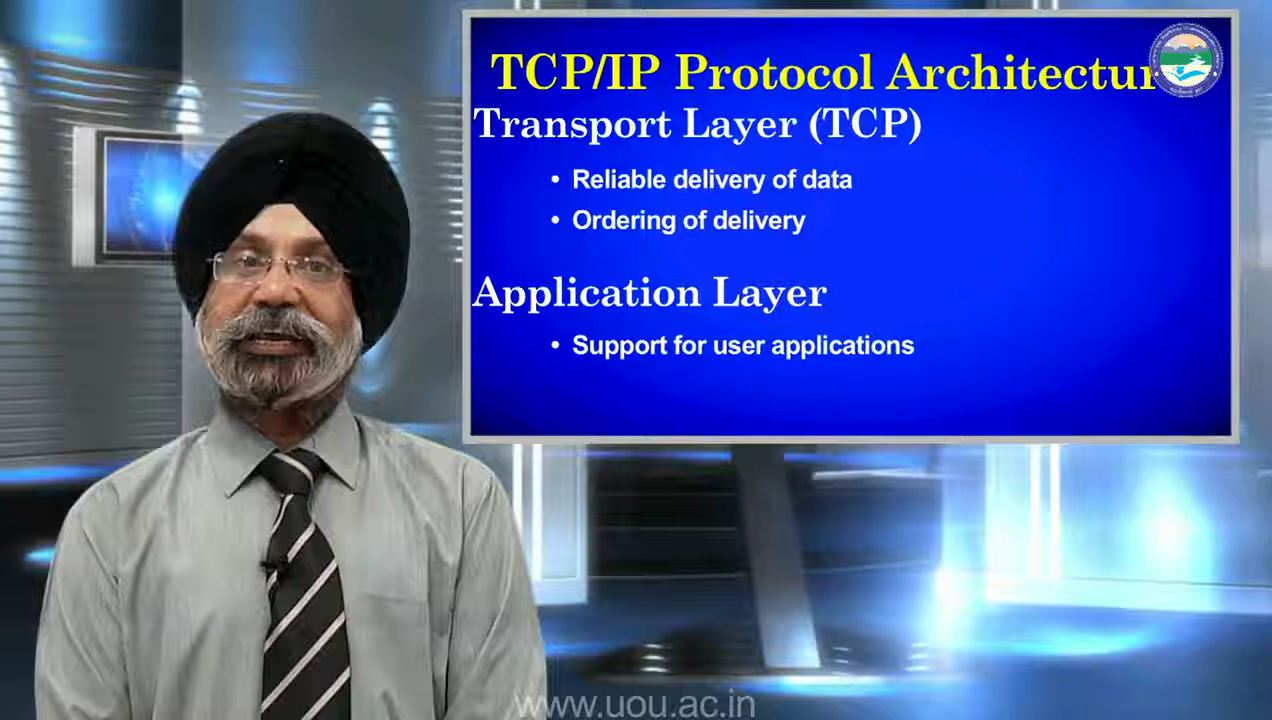 TCP/IP Protocol Architectur
Transport Layer (TCP)
• Reliable delivery of data
• Ordering of delivery
Application Layer
• Support for user applications
www.uou.ac.in